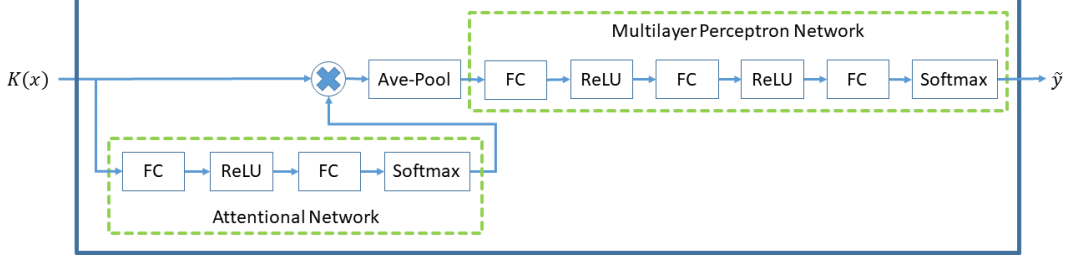 Multilayer Perceptron Network
K(x)
Ave-Pool
FC
ReLU
FC
ReLU
FC
Softmax
ỹ
FC
ReLU
FC
Softmax
Attentional Network